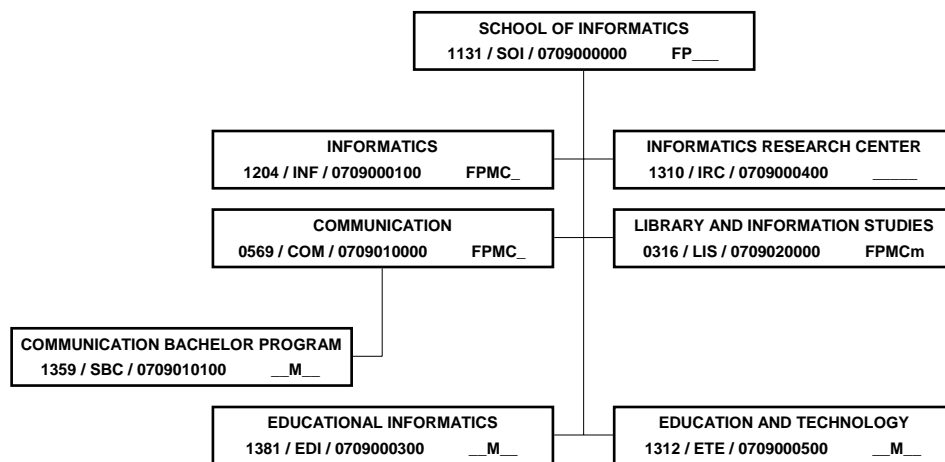 SCHOOL OF INFORMATICS
1131 / SOI / 0709000000 FP___
INFORMATICS
1204 / INF / 0709000100 FPMC_
INFORMATICS RESEARCH CENTER
1310 / IRC / 0709000400 _____
COMMUNICATION
0569 / COM / 0709010000 FPMC_
LIBRARY AND INFORMATION STUDIES
0316 / LIS / 0709020000 FPMCm
COMMUNICATION BACHELOR PROGRAM
1359 / SBC / 0709010100 __M__
EDUCATIONAL INFORMATICS
1381 / EDI / 0709000300 __M__
EDUCATION AND TECHNOLOGY
1312 / ETE / 0709000500 __M__